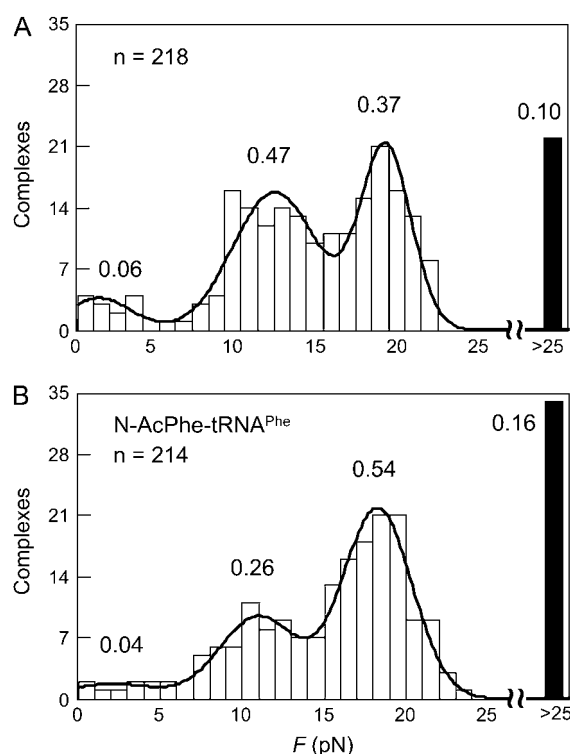 A
n = 218
Complexes
35
28
21
14
7
0
0.06
0.47
0.37
0.10
0 5 10 15 20 25 >25
B
N-AcPhe-tRNAPhe
n = 214
Complexes
35
28
21
14
7
0
0.04
0.26
0.54
0.16
0 5 10 15 20 25 >25
F (pN)